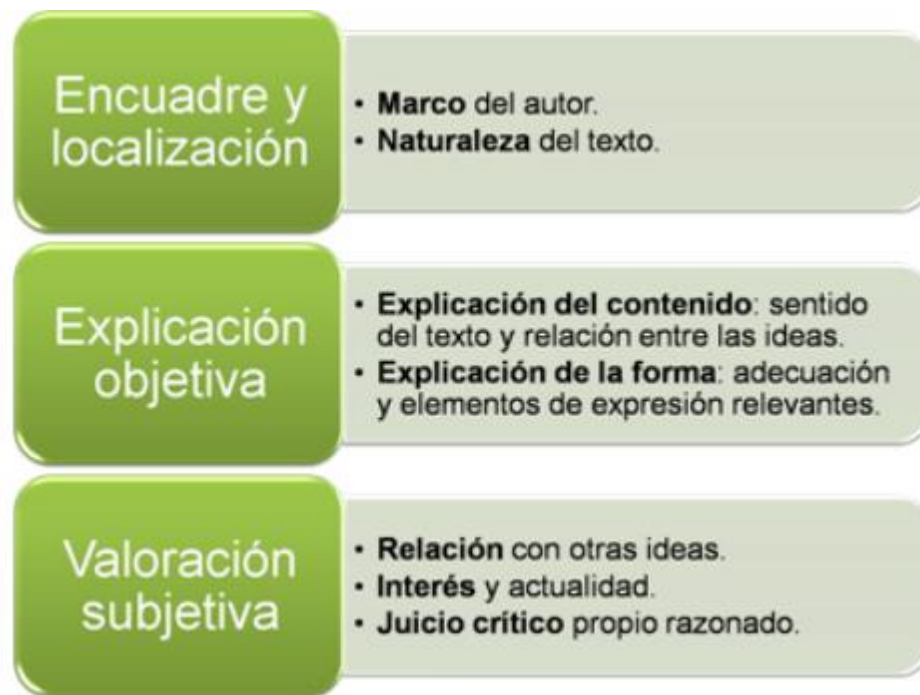 Encuadre y
localización
• Marco del autor.
• Naturaleza del texto.
Explicación
objetiva
• Explicación del contenido: sentido
del texto y relación entre las ideas.
• Explicación de la forma: adecuación
y elementos de expresión relevantes.
Valoración
subjetiva
• Relación con otras ideas.
• Interés y actualidad.
• Juicio crítico propio razonado.